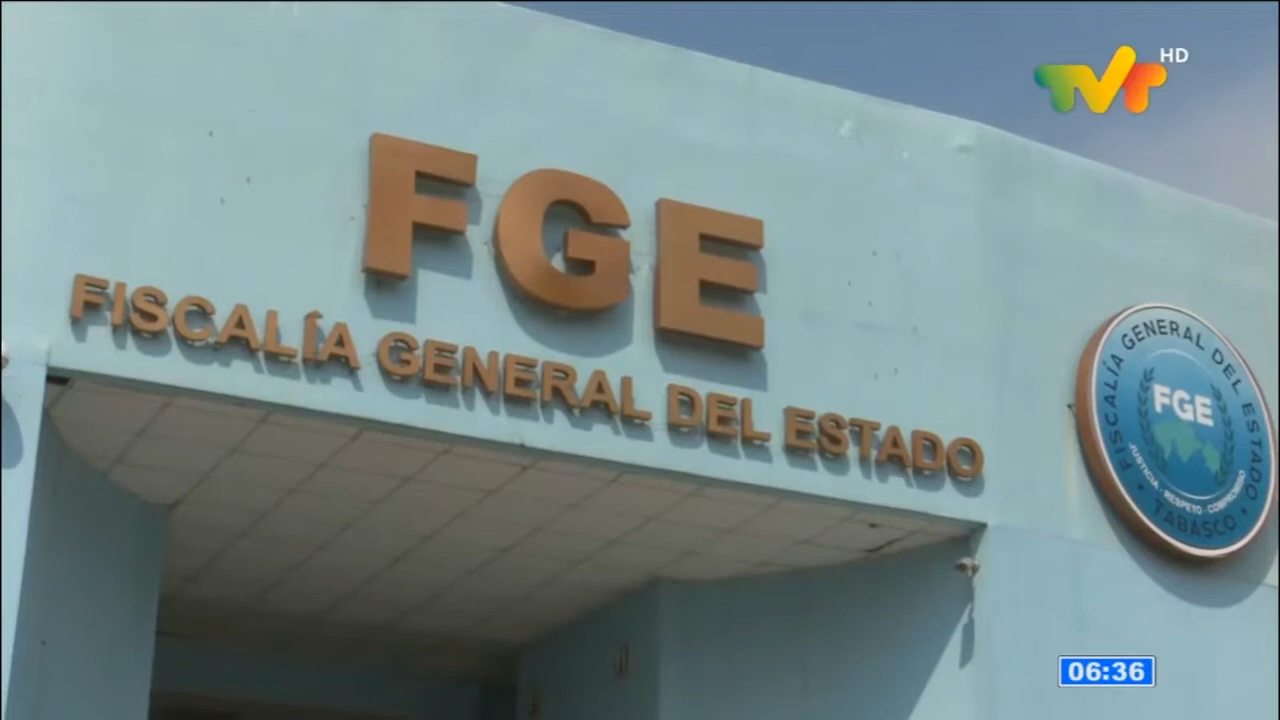 TVT HD
FGE
FISCALÍA GENERAL DEL ESTADO
FISCALÍA GENERAL DEL ESTADO
FGE
JUSTICIA · RESPETO · COMPROMISO
• TABASCO •
06:36